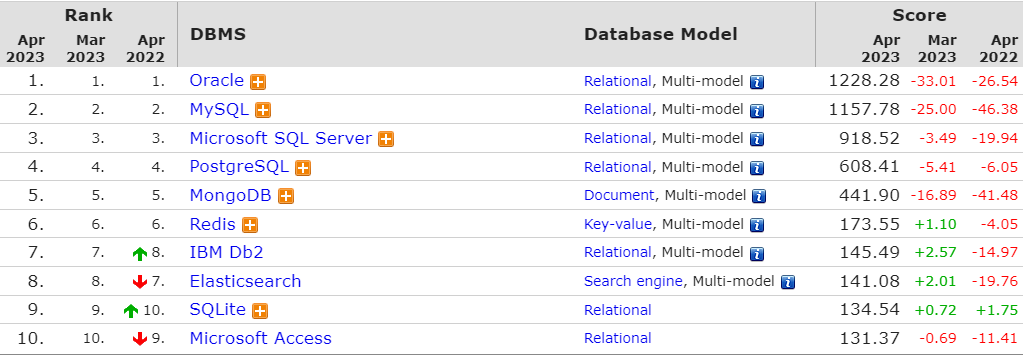 Rank Score
Apr 2023 Mar 2023 Apr 2022 DBMS Database Model Apr 2023 Mar 2023 Apr 2022
1. 1. 1. Oracle Relational, Multi-model 1228.28 -33.01 -26.54
2. 2. 2. MySQL Relational, Multi-model 1157.78 -25.00 -46.38
3. 3. 3. Microsoft SQL Server Relational, Multi-model 918.52 -3.49 -19.94
4. 4. 4. PostgreSQL Relational, Multi-model 608.41 -5.41 -6.05
5. 5. 5. MongoDB Document, Multi-model 441.90 -16.89 -41.48
6. 6. 6. Redis Key-value, Multi-model 173.55 +1.10 -4.05
7. 7. 8. IBM Db2 Relational, Multi-model 145.49 +2.57 -14.97
8. 8. 7. Elasticsearch Search engine, Multi-model 141.08 +2.01 -19.76
9. 9. 10. SQLite Relational 134.54 +0.72 +1.75
10. 10. 9. Microsoft Access Relational 131.37 -0.69 -11.41